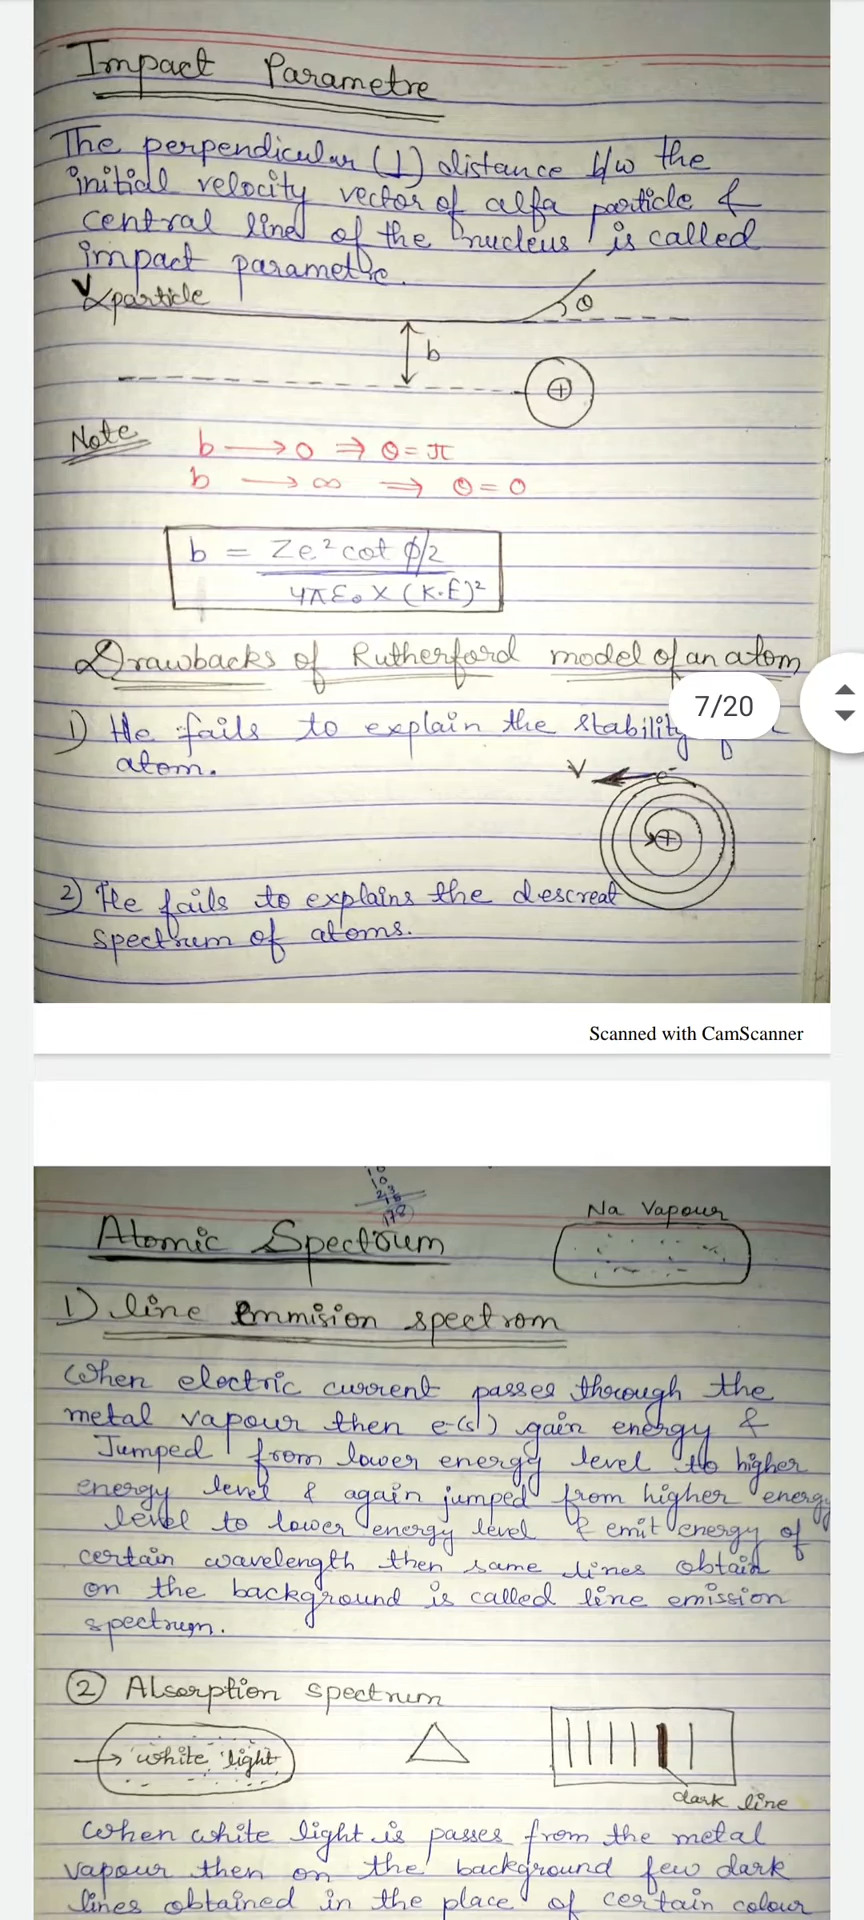 Impact Parametre
The perpendicular (⊥) distance b/w the
initial velocity vector of alfa particle &
central line of the nucleus is called
impact parametre.
V
α particle
θ
b
+
Note
b → 0 ⇒ θ = π
b → ∞ ⇒ θ = 0
b = Ze² cot φ/2
4πε₀ × (K.E)²
Drawbacks of Rutherford model of an atom
7/20
1) He fails to explain the stability
atom.
V
e⁻
+
2) He fails to explains the descreat
spectrum of atoms.
Scanned with CamScanner
10
10
23
178
Na Vapour
Atomic Spectrum
1) line Emmision spectrom
When electric current passes through the
metal vapour then e-(s) gain energy &
Jumped from lower energy level to higher
energy level & again jumped from higher energy
level to lower energy level & emit energy of
certain wavelength then same lines obtain
on the background is called line emission
spectrum.
② Alsorption spectrum
white light
dark line
When white light is passes from the metal
vapour then on the background few dark
lines obtained in the place of certain colour